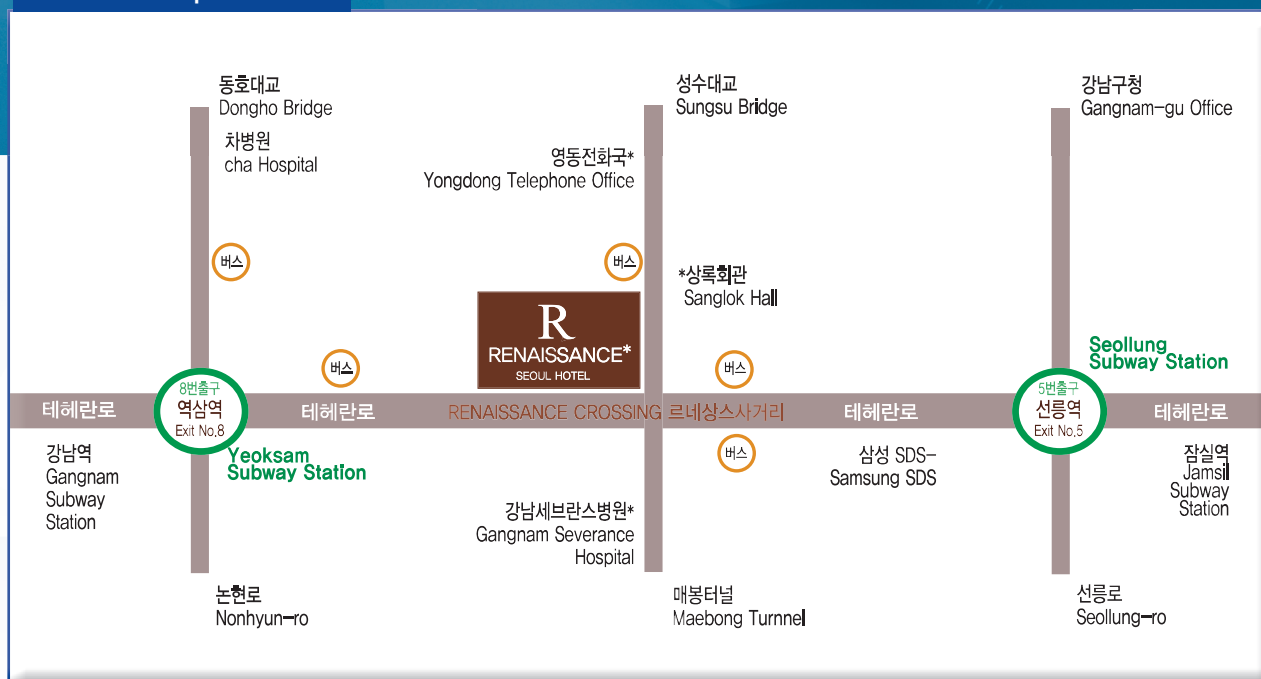 동호대교
Dongho Bridge
차병원
cha Hospital
성수대교
Sungsu Bridge
영동전화국*
Yongdong Telephone Office
강남구청
Gangnam-gu Office
버스
버스
*상록회관
Sanglok Hall
R
RENAISSANCE*
SEOUL HOTEL
버스
버스
Seollung
Subway Station
테헤란로
8번출구
역삼역
Exit No.8
테헤란로
RENAISSANCE CROSSING 르네상스사거리
테헤란로
5번출구
선릉역
Exit No.5
테헤란로
강남역
Gangnam
Subway
Station
Yeoksam
Subway Station
버스
삼성 SDS-
Samsung SDS
잠실역
Jamsil
Subway
Station
강남세브란스병원*
Gangnam Severance
Hospital
논현로
Nonhyun-ro
매봉터널
Maebong Turnnel
선릉로
Seollung-ro